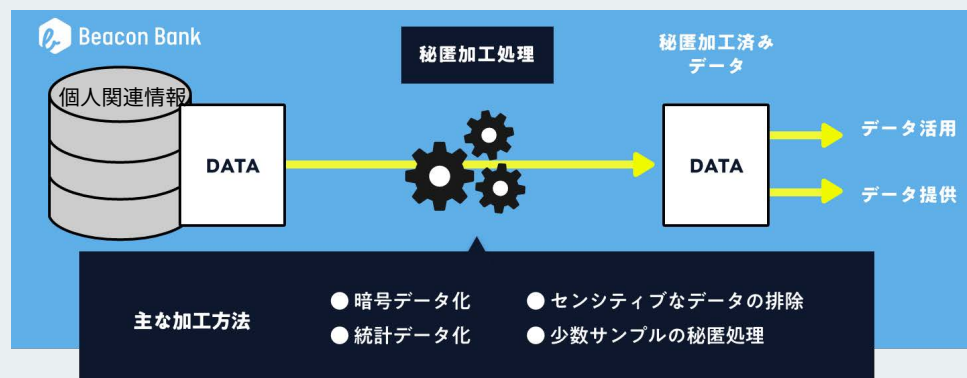 Beacon Bank
個人関連情報
DATA
秘匿加工処理
秘匿加工済み
データ
DATA
データ活用
データ提供
主な加工方法
●暗号データ化
●センシティブなデータの排除
●統計データ化
●少数サンプルの秘匿処理